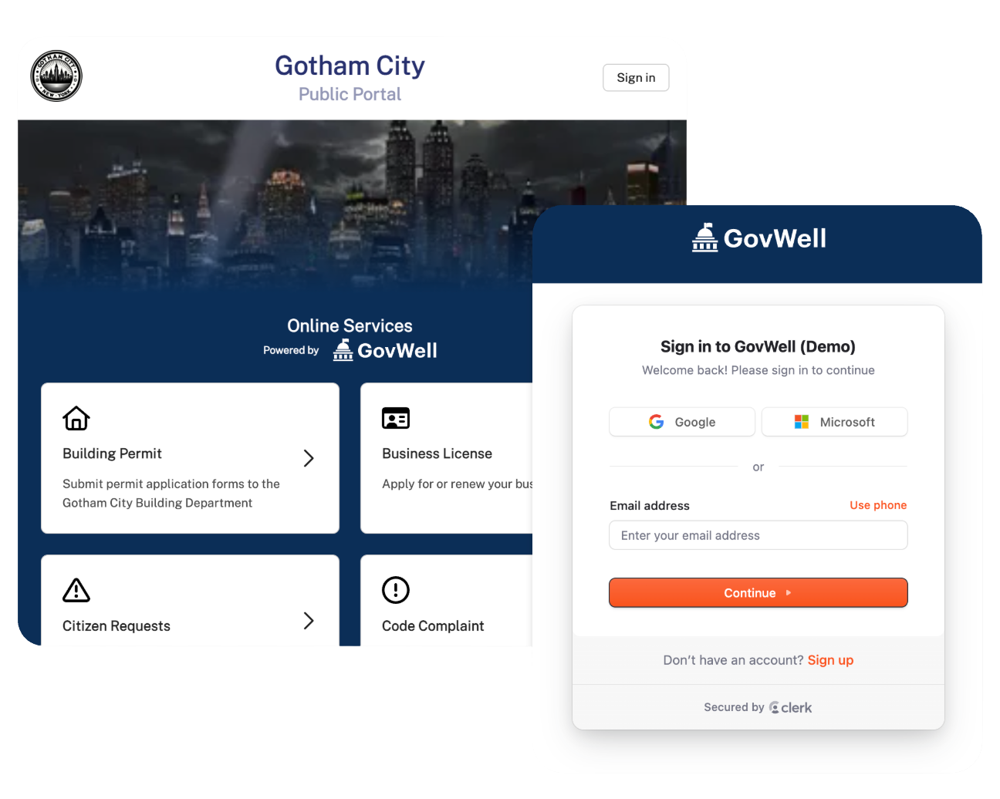 GOTHAM CITY
NEW · YORK
Gotham City
Public Portal
Sign in
Online Services
Powered by GovWell
Building Permit
Submit permit application forms to the
Gotham City Building Department
Business License
Apply for or renew your bus
Citizen Requests
Code Complaint
GovWell
Sign in to GovWell (Demo)
Welcome back! Please sign in to continue
Google
Microsoft
or
Email address
Use phone
Enter your email address
Continue
Don't have an account? Sign up
Secured by clerk